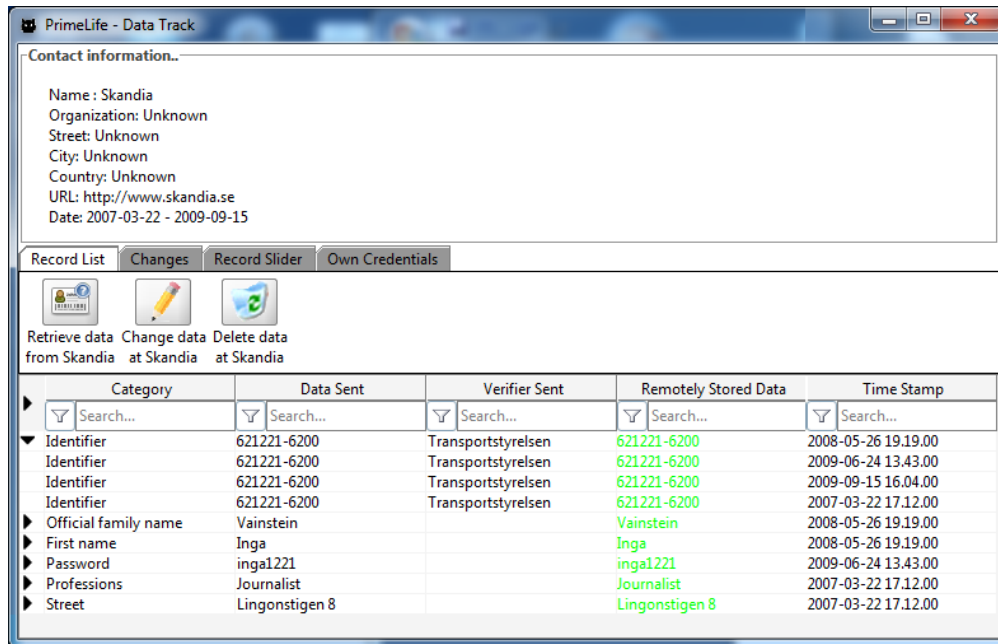 PrimeLife - Data Track
Contact information..
Name : Skandia
Organization: Unknown
Street: Unknown
City: Unknown
Country: Unknown
URL: http://www.skandia.se
Date: 2007-03-22 - 2009-09-15
Record List Changes Record Slider Own Credentials
Retrieve data Change data Delete data
from Skandia at Skandia at Skandia
Category Data Sent Verifier Sent Remotely Stored Data Time Stamp
Search... Search... Search... Search... Search...
Identifier 621221-6200 Transportstyrelsen 621221-6200 2008-05-26 19.19.00
Identifier 621221-6200 Transportstyrelsen 621221-6200 2009-06-24 13.43.00
Identifier 621221-6200 Transportstyrelsen 621221-6200 2009-09-15 16.04.00
Identifier 621221-6200 Transportstyrelsen 621221-6200 2007-03-22 17.12.00
Official family name Vainstein Vainstein 2008-05-26 19.19.00
First name Inga Inga 2008-05-26 19.19.00
Password inga1221 inga1221 2009-06-24 13.43.00
Professions Journalist Journalist 2007-03-22 17.12.00
Street Lingonstigen 8 Lingonstigen 8 2007-03-22 17.12.00